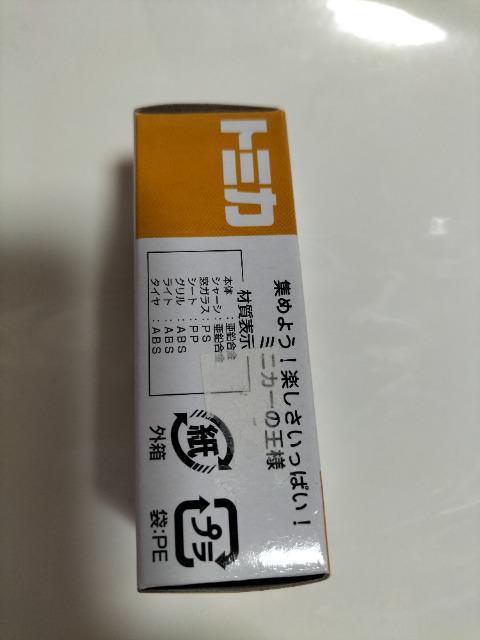 トミカ
集めよう！楽しさいっぱい！
ミニカーの王様
材質表示
本体：亜鉛合金
シャーシ：亜鉛合金
窓ガラス：PS
シート：PP
グリル：ABS
ライト：ABS
タイヤ：ABS
紙
外箱
プラ
袋:PE